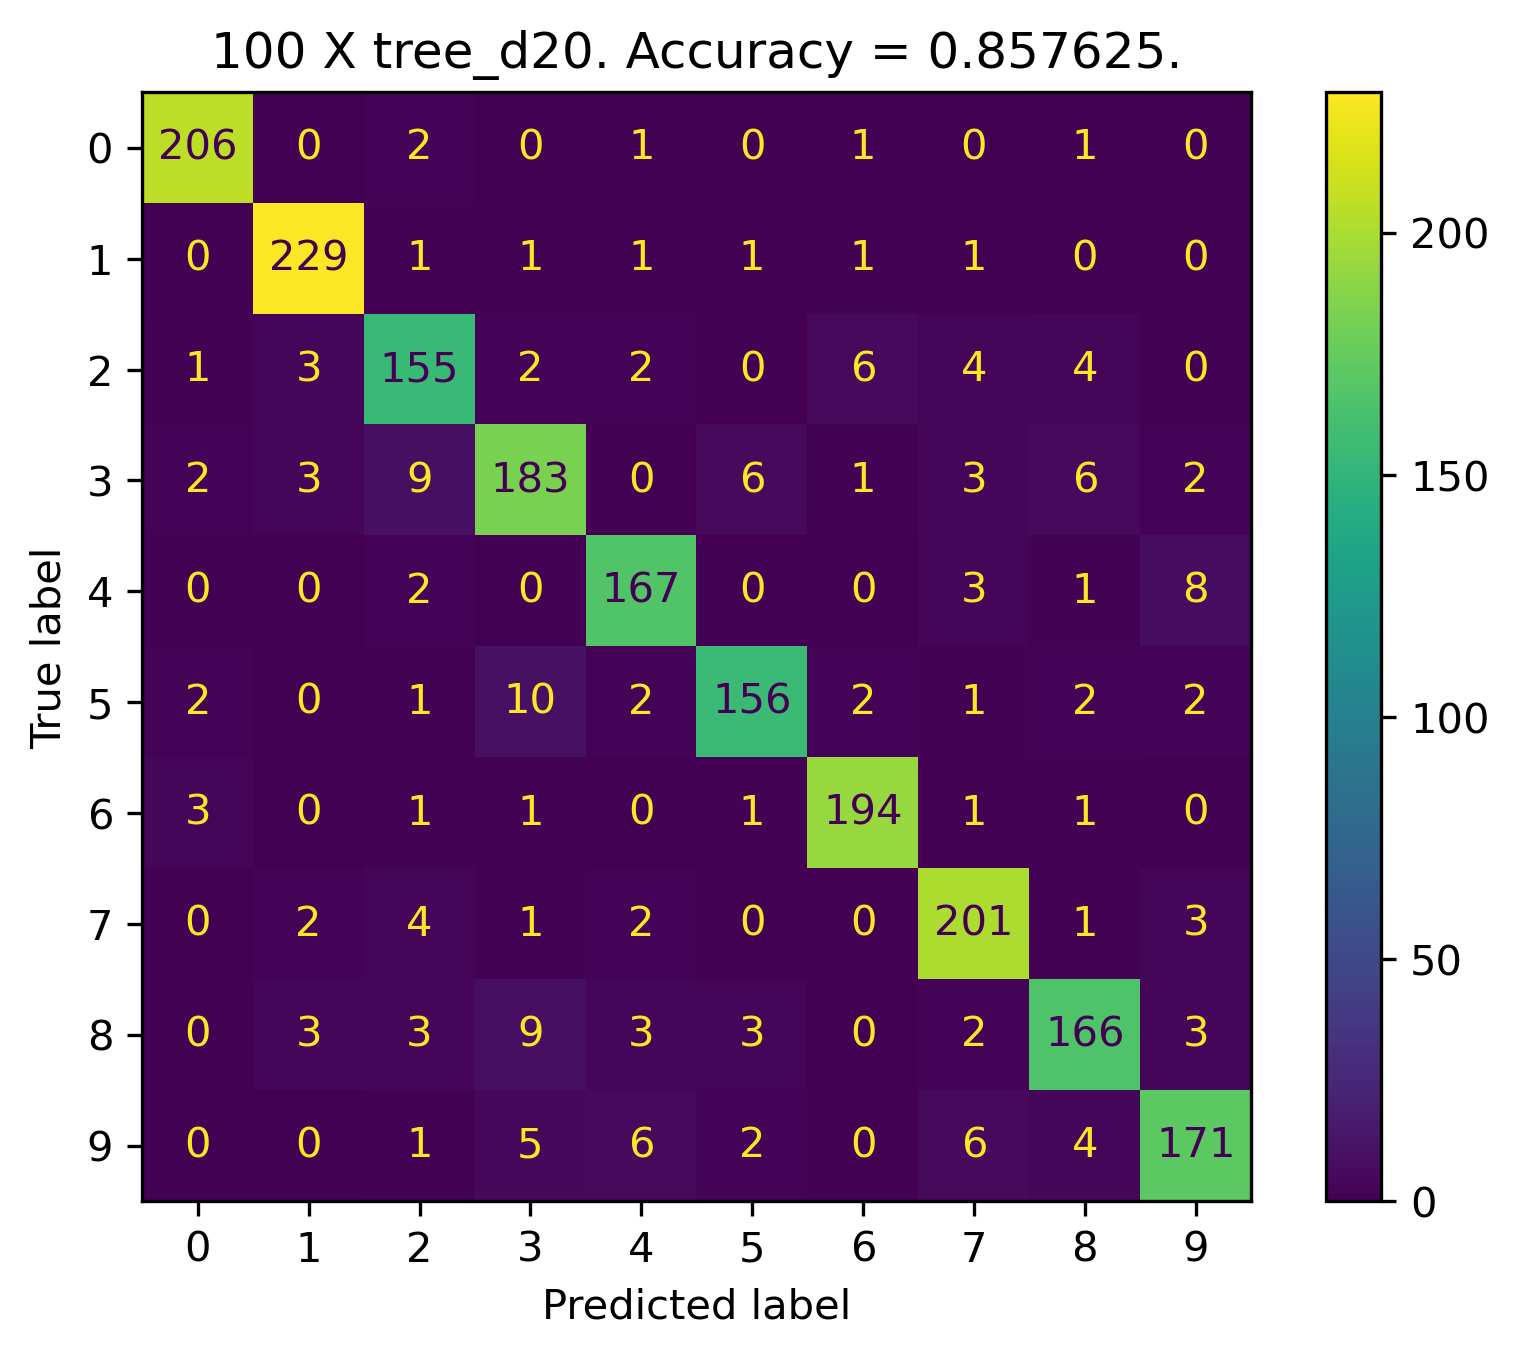 100 X tree_d20. Accuracy = 0.857625.
0 206 0 2 0 1 0 1 0 1 0
1 0 229 1 1 1 1 1 1 0 0
2 1 3 155 2 2 0 6 4 4 0
3 2 3 9 183 0 6 1 3 6 2
4 0 0 2 0 167 0 0 3 1 8
5 2 0 1 10 2 156 2 1 2 2
6 3 0 1 1 0 1 194 1 1 0
7 0 2 4 1 2 0 0 201 1 3
8 0 3 3 9 3 3 0 2 166 3
9 0 0 1 5 6 2 0 6 4 171
0 1 2 3 4 5 6 7 8 9
Predicted label
True label
200
150
100
50
0